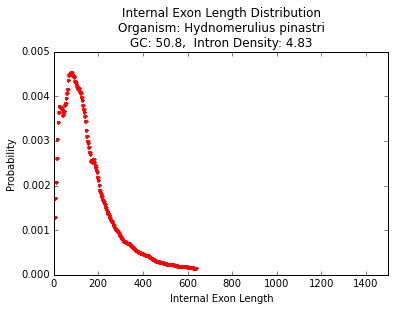 Internal Exon Length Distribution
Organism: Hydnomerulius pinastri
GC: 50.8,  Intron Density: 4.83
0.005
0.004
0.003
0.002
0.001
0.000
Probability
0 200 400 600 800 1000 1200 1400
Internal Exon Length